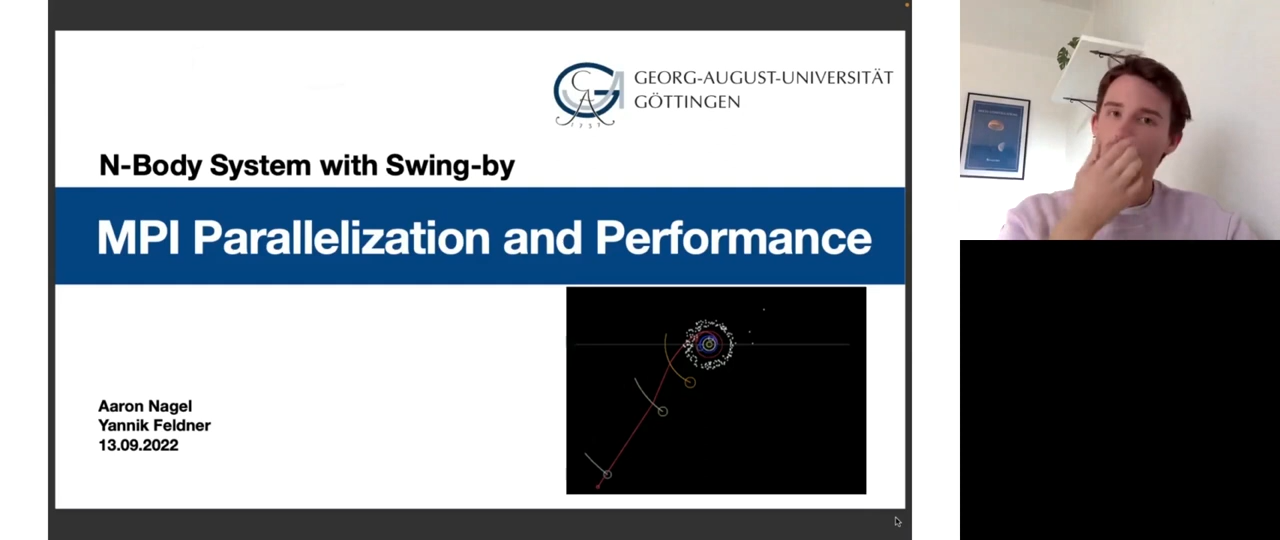 GEORG-AUGUST-UNIVERSITÄT
GÖTTINGEN
1737
N-Body System with Swing-by
MPI Parallelization and Performance
Aaron Nagel
Yannik Feldner
13.09.2022